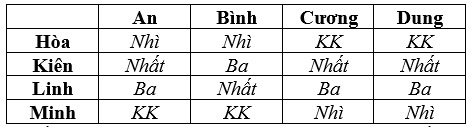 An Bình Cương Dung
Hòa Nhì Nhì KK KK
Kiên Nhất Ba Nhất Nhất
Linh Ba Nhất Ba Ba
Minh KK KK Nhì Nhì